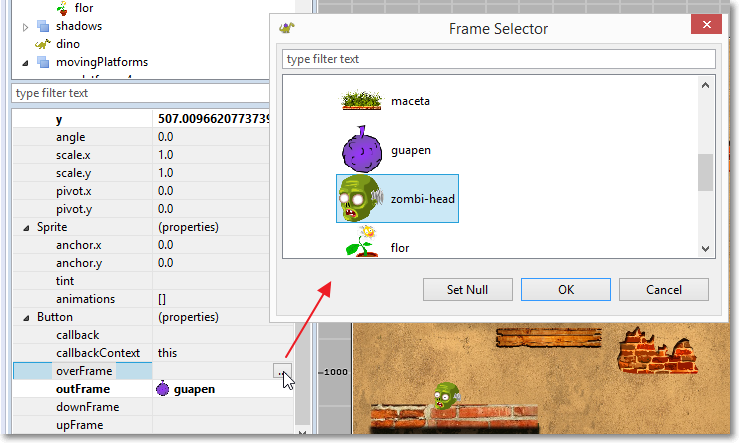 flor
shadows
dino
movingPlatforms
type filter text
y 507.0096620773739
angle 0.0
scale.x 1.0
scale.y 1.0
pivot.x 0.0
pivot.y 0.0
Sprite (properties)
anchor.x 0.0
anchor.y 0.0
tint
animations []
Button (properties)
callback
callbackContext this
overFrame ...
outFrame guapen
downFrame
upFrame
Frame Selector
type filter text
maceta
guapen
zombi-head
flor
Set Null OK Cancel
-1000